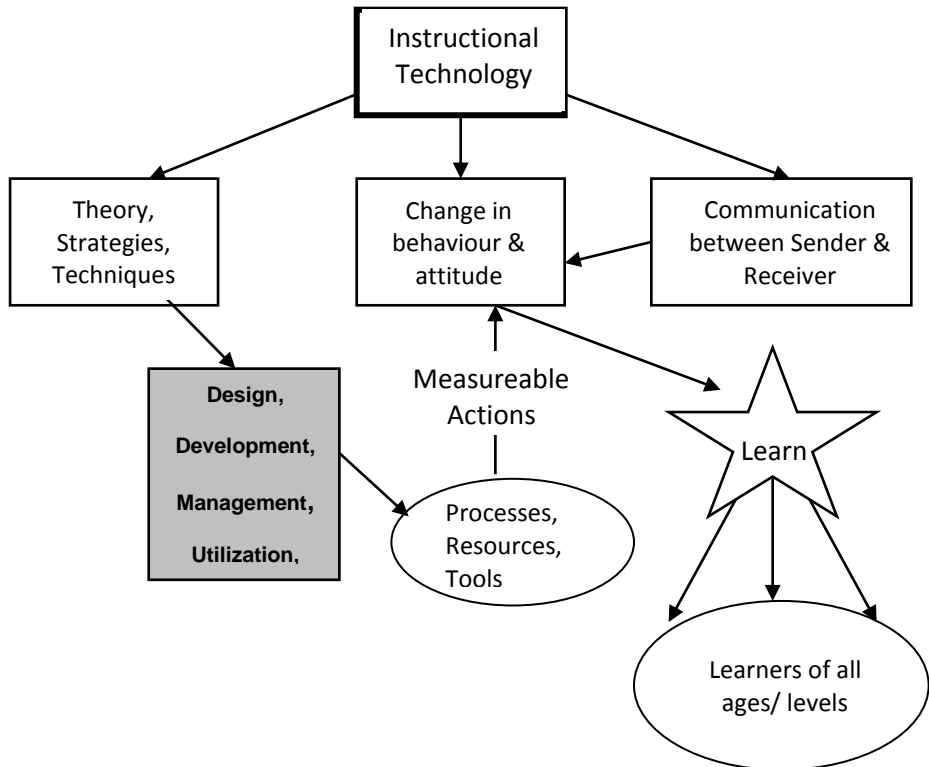 Instructional
Technology
Theory,
Strategies,
Techniques
Change in
behaviour &
attitude
Communication
between Sender &
Receiver
Design,
Development,
Management,
Utilization,
Measureable
Actions
Processes,
Resources,
Tools
Learn
Learners of all
ages/ levels